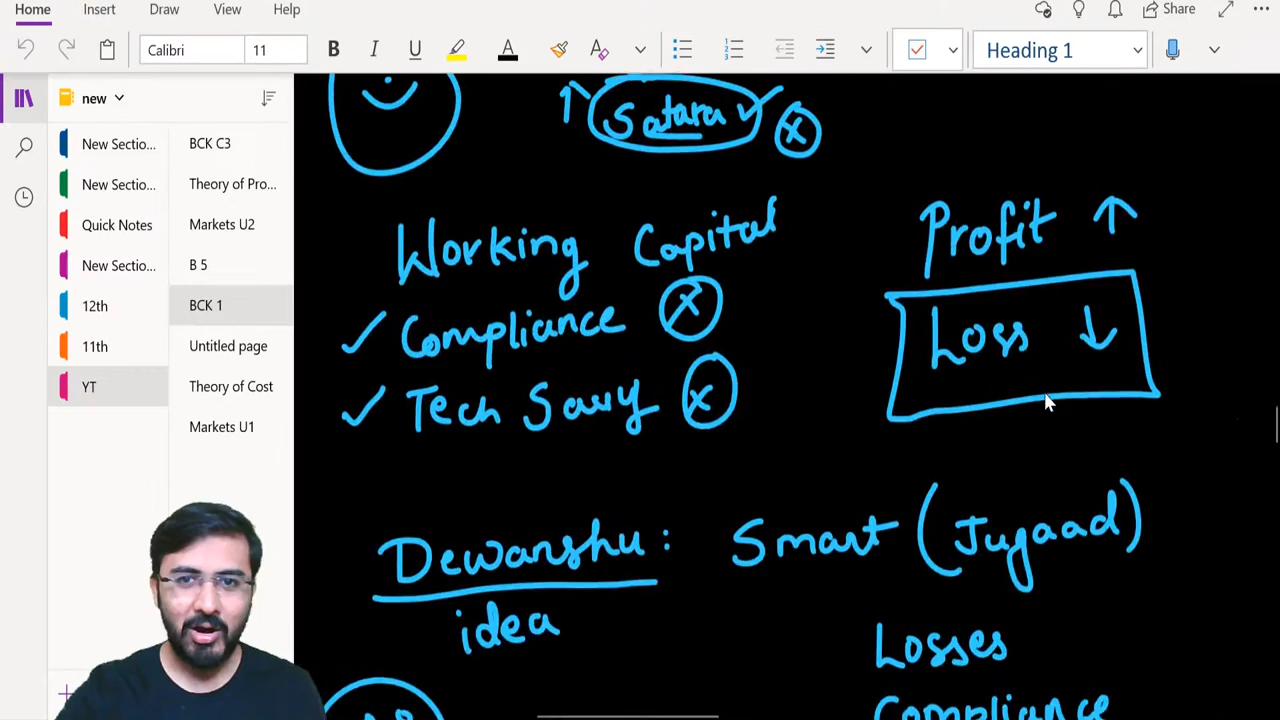 Home Insert Draw View Help
Share
Calibri 11 B I U A A Heading 1
new
New Sectio...
New Sectio...
Quick Notes
New Sectio...
12th
11th
YT
BCK C3
Theory of Pro...
Markets U2
B 5
BCK 1
Untitled page
Theory of Cost
Markets U1
Satara
Working Capital
Compliance
Tech Savvy
Profit ↑
Loss ↓
Dewanshu: Smart (Jugaad)
idea
Losses
Compliance